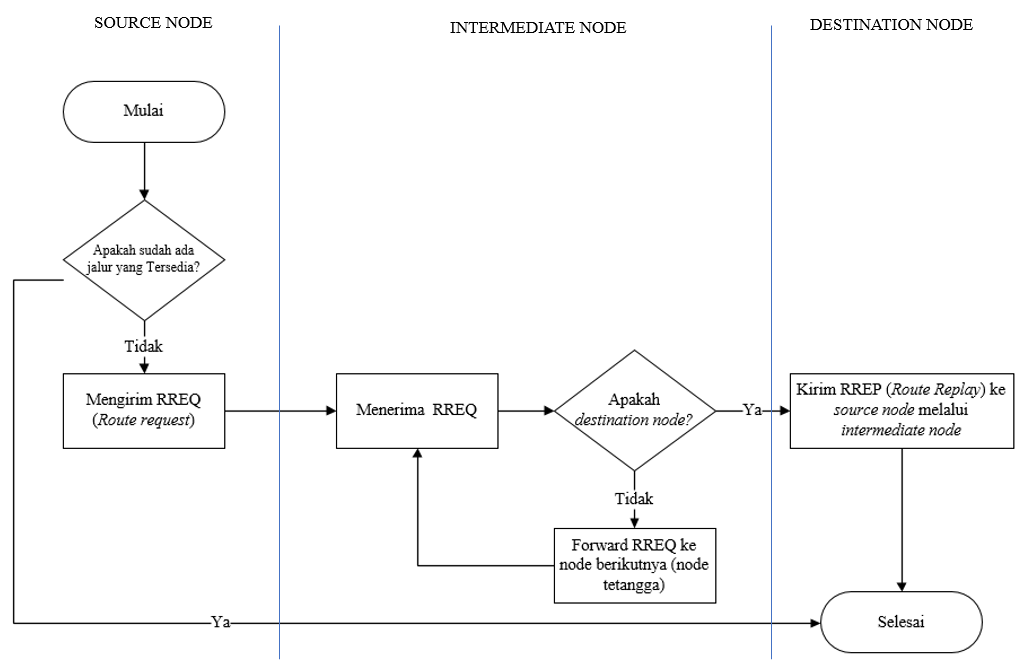 SOURCE NODE
INTERMEDIATE NODE
DESTINATION NODE
Mulai
Apakah sudah ada
jalur yang Tersedia?
Tidak
Mengirim RREQ
(Route request)
Menerima RREQ
Apakah
destination node?
Ya
Kirim RREP (Route Replay) ke
source node melalui
intermediate node
Tidak
Forward RREQ ke
node berikutnya (node
tetangga)
Ya
Selesai